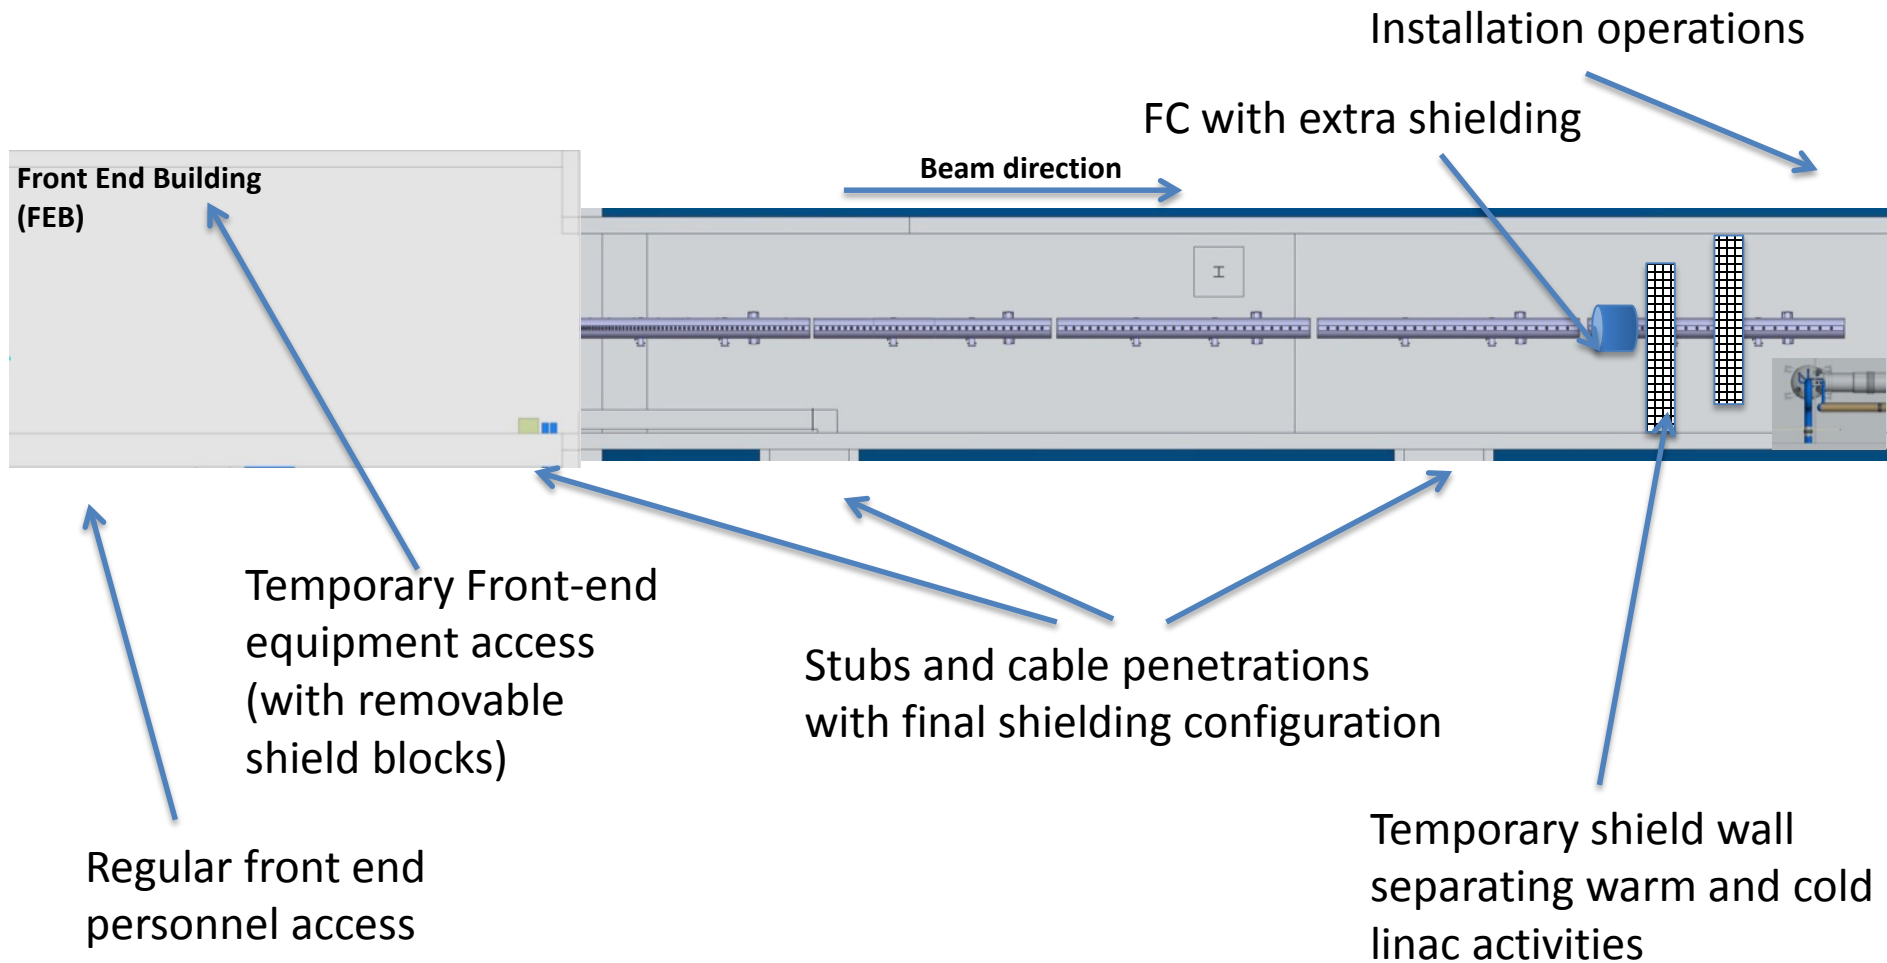 Installation operations
FC with extra shielding
Beam direction
Front End Building
(FEB)
Temporary Front-end
equipment access
(with removable
shield blocks)
Stubs and cable penetrations
with final shielding configuration
Temporary shield wall
separating warm and cold
linac activities
Regular front end
personnel access